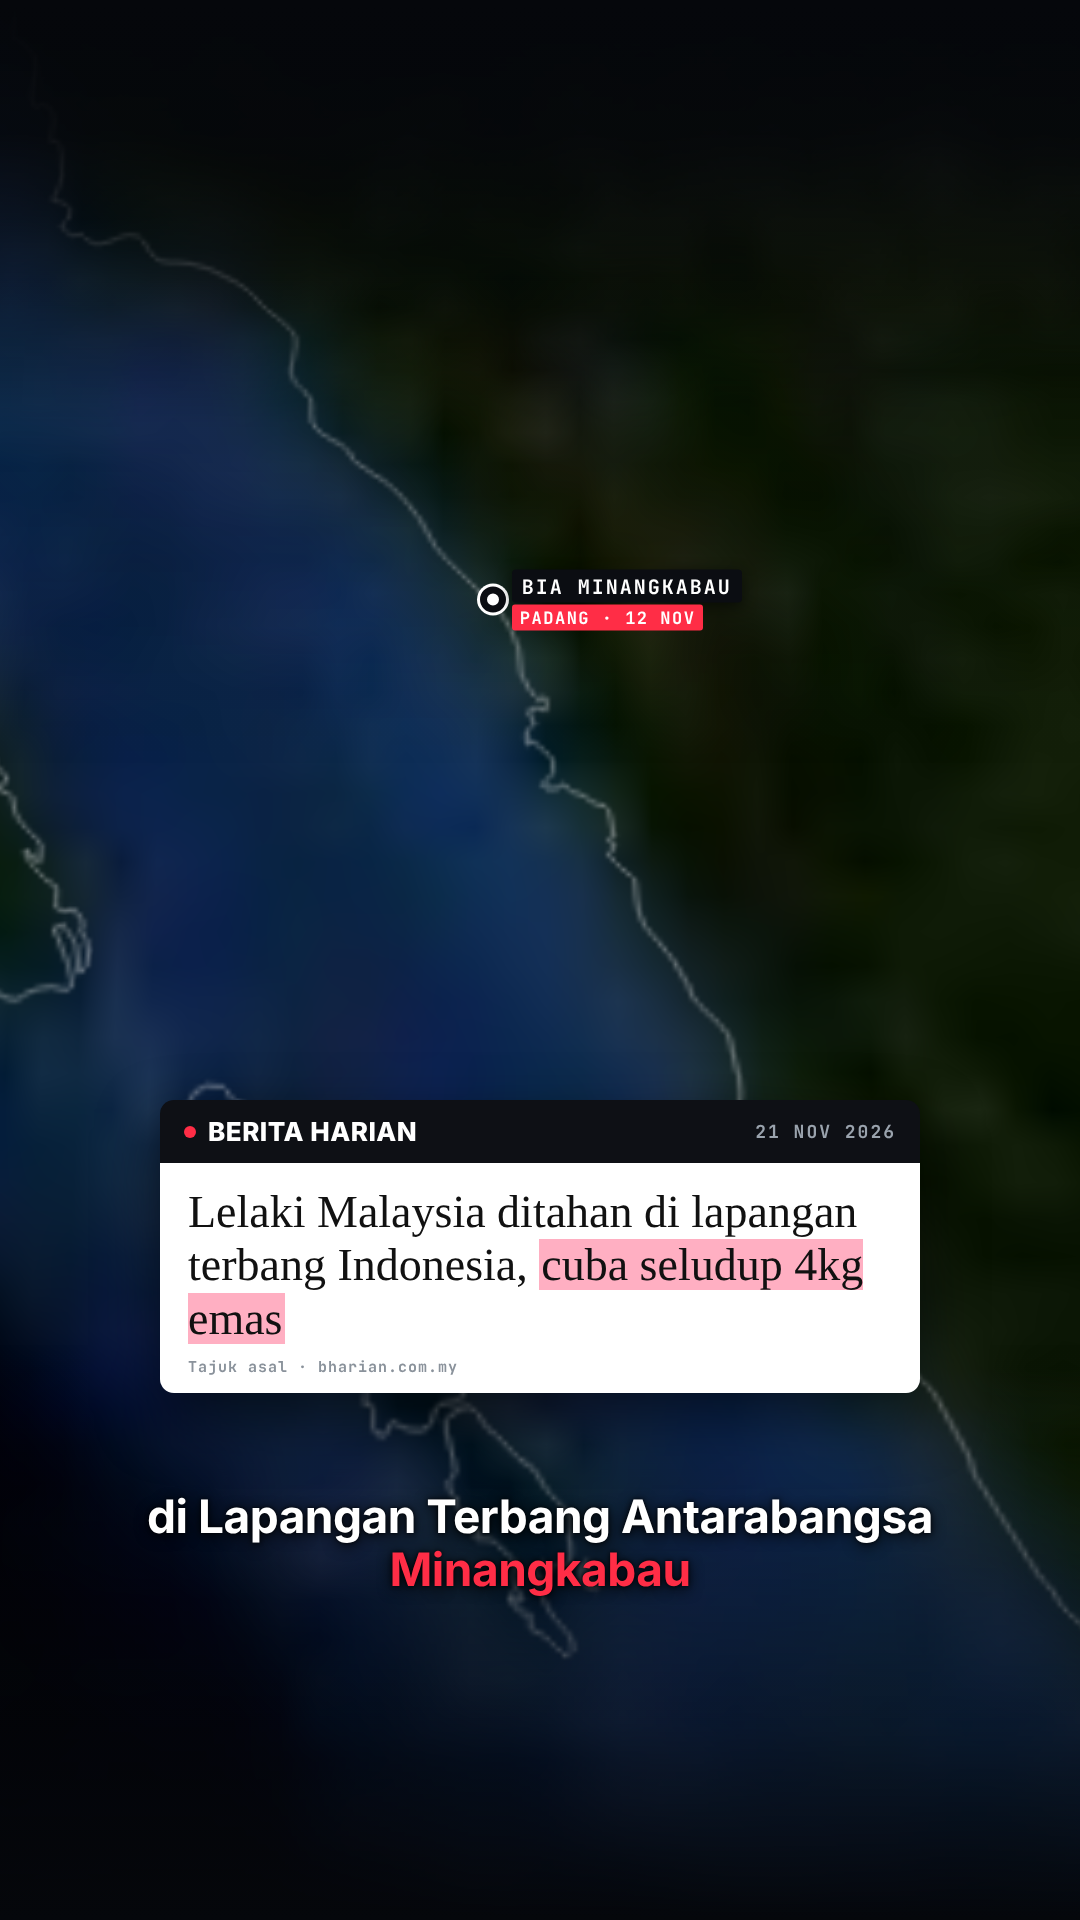 BIA MINANGKABAU
PADANG · 12 NOV
BERITA HARIAN
21 NOV 2026
Lelaki Malaysia ditahan di lapangan
terbang Indonesia, cuba seludup 4kg
emas
Tajuk asal · bharian.com.my
di Lapangan Terbang Antarabangsa
Minangkabau